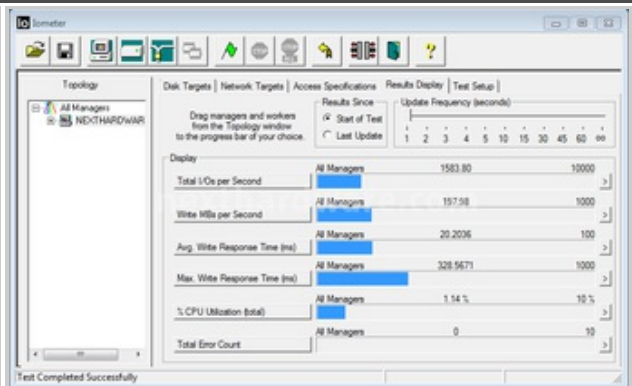 Iometer
Topology
All Managers
NEXTHARDWAR
Disk Targets Network Targets Access Specifications Results Display Test Setup
Drag managers and workers
from the Topology window
to the progress bar of your choice.
Results Since
Start of Test
Last Update
Update Frequency (seconds)
1 2 3 4 5 10 15 30 45 60 ∞
Display
All Managers 1583.80 10000
Total I/Os per Second
All Managers 197.98 1000
Write MBs per Second
All Managers 20.2036 100
Avg. Write Response Time (ms)
All Managers 328.5671 1000
Max. Write Response Time (ms)
All Managers 1.14 % 10 %
% CPU Utilization (total)
All Managers 0 10
Total Error Count
Test Completed Successfully